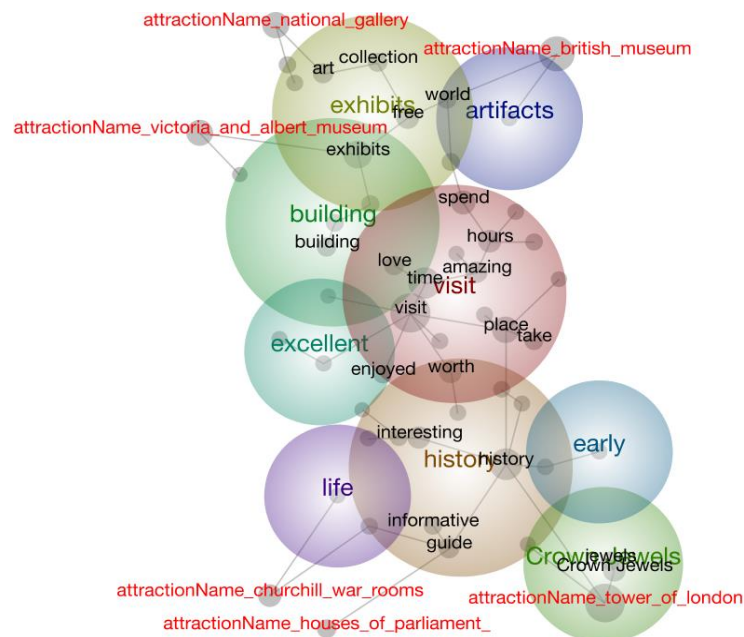 attractionName_national_gallery
collection
attractionName_british_museum
art
world
exhibits
free
artifacts
attractionName_victoria_and_albert_museum
exhibits
spend
building
hours
building
love
amazing
time
visit
visit
place
take
excellent
enjoyed
worth
interesting
early
history
history
life
informative
guide
Crown Jewels
jewels
Crown Jewels
attractionName_churchill_war_rooms
attractionName_tower_of_london
attractionName_houses_of_parliament_